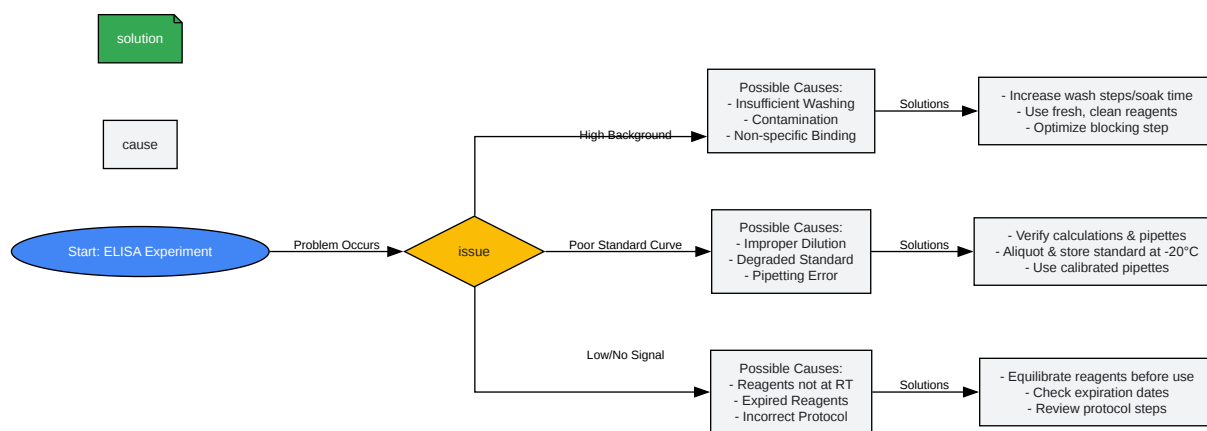 solution
cause
Start: ELISA Experiment
Problem Occurs
issue
High Background
Possible Causes:
- Insufficient Washing
- Contamination
- Non-specific Binding
Solutions
- Increase wash steps/soak time
- Use fresh, clean reagents
- Optimize blocking step
Poor Standard Curve
Possible Causes:
- Improper Dilution
- Degraded Standard
- Pipetting Error
Solutions
- Verify calculations & pipettes
- Aliquot & store standard at -20°C
- Use calibrated pipettes
Low/No Signal
Possible Causes:
- Reagents not at RT
- Expired Reagents
- Incorrect Protocol
Solutions
- Equilibrate reagents before use
- Check expiration dates
- Review protocol steps